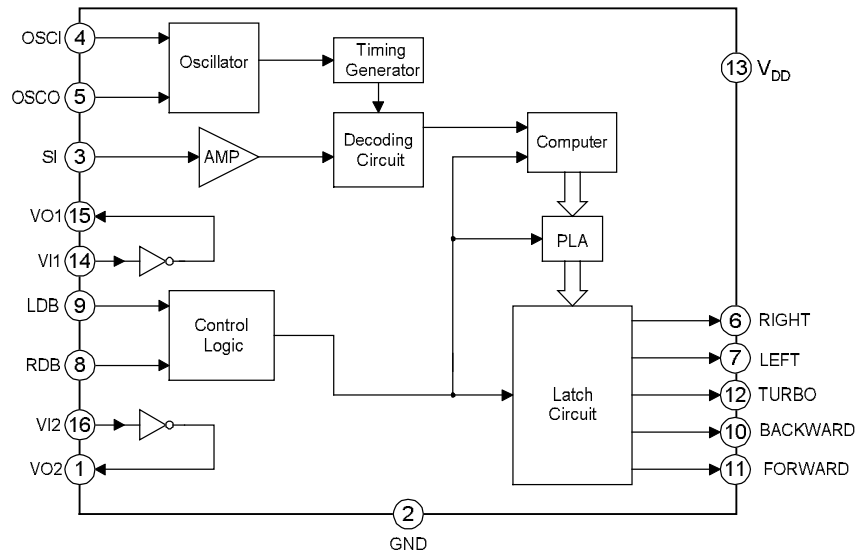 OSCI 4
Oscillator
Timing
Generator
13 VDD
OSCO 5
SI 3
AMP
Decoding
Circuit
Computer
VO1 15
VI1 14
PLA
LDB 9
Control
Logic
RDB 8
Latch
Circuit
6 RIGHT
7 LEFT
12 TURBO
10 BACKWARD
11 FORWARD
VI2 16
VO2 1
2
GND